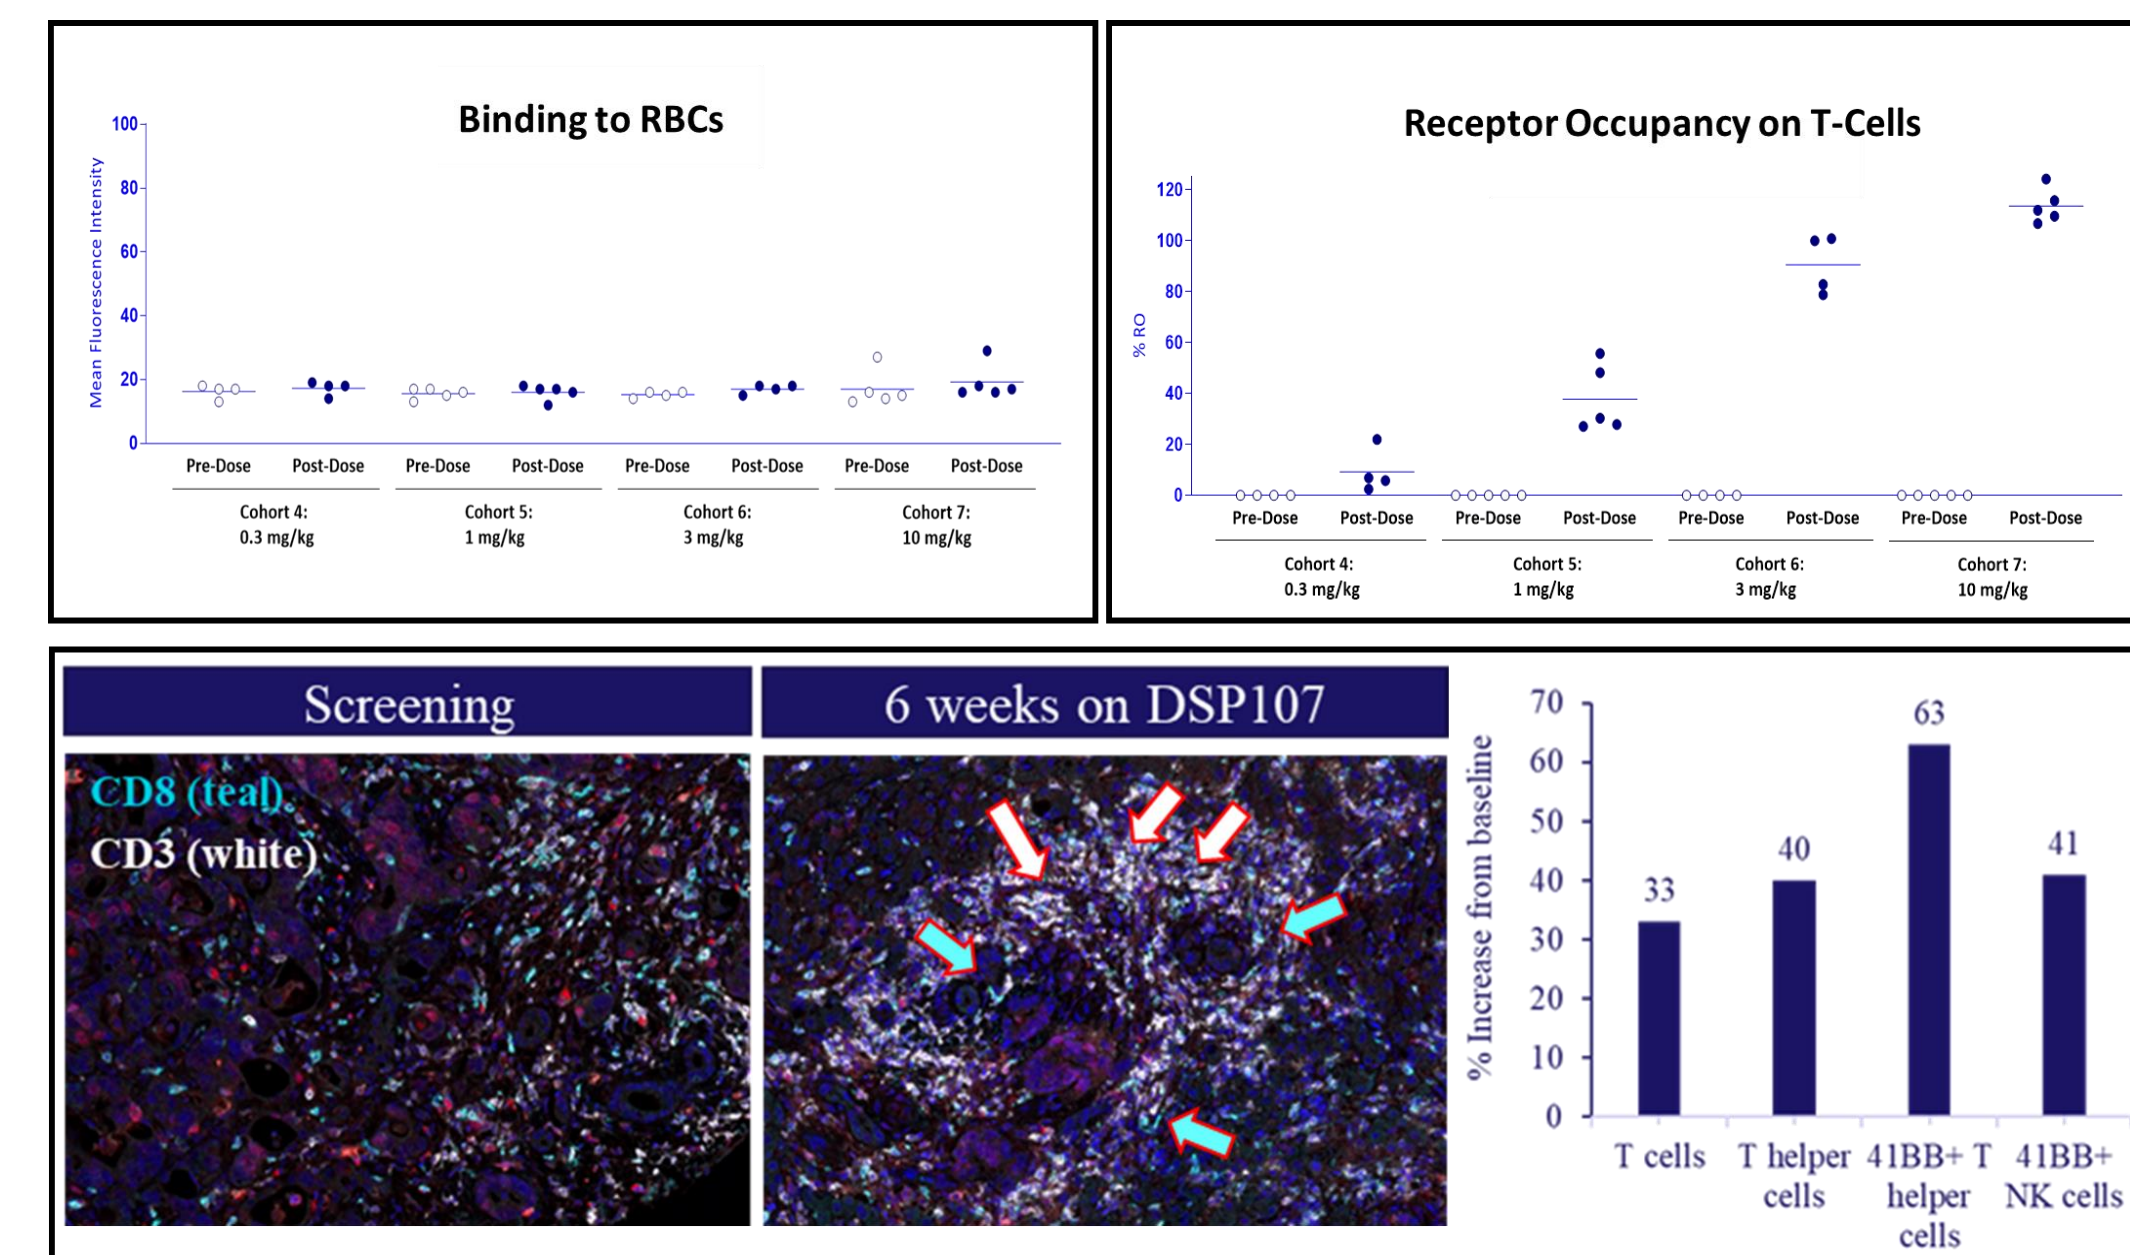 Binding to RBCs
Mean Fluorescence Intensity
100
80
60
40
20
0
Pre-Dose Post-Dose Pre-Dose Post-Dose Pre-Dose Post-Dose Pre-Dose Post-Dose
Cohort 4: Cohort 5: Cohort 6: Cohort 7:
0.3 mg/kg 1 mg/kg 3 mg/kg 10 mg/kg
Receptor Occupancy on T-Cells
% RO
120
100
80
60
40
20
0
Pre-Dose Post-Dose Pre-Dose Post-Dose Pre-Dose Post-Dose Pre-Dose Post-Dose
Cohort 4: Cohort 5: Cohort 6: Cohort 7:
0.3 mg/kg 1 mg/kg 3 mg/kg 10 mg/kg
Screening
CD8 (teal)
CD3 (white)
6 weeks on DSP107
% Increase from baseline
70
60
50
40
30
20
10
0
33
40
63
41
T cells
T helper
cells
41BB+ T
helper
cells
41BB+
NK cells